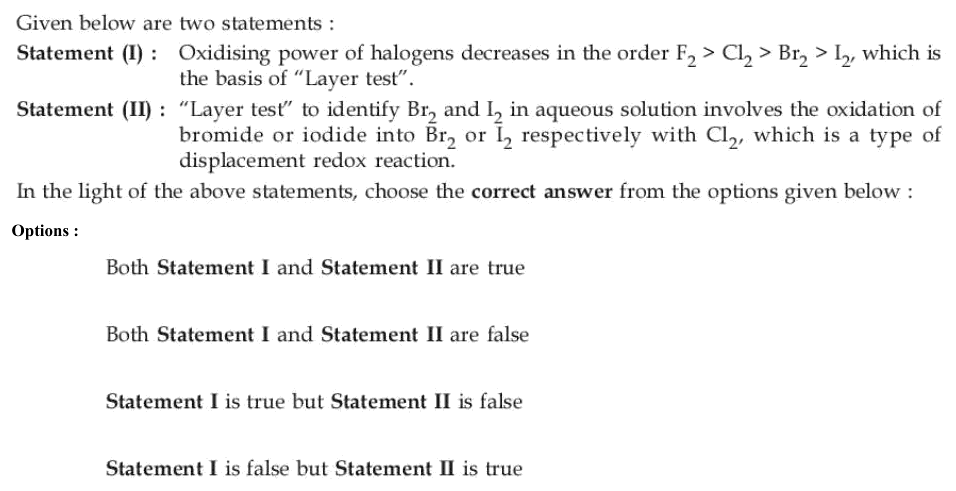 Given below are two statements :
Statement (I) : Oxidising power of halogens decreases in the order F₂ > Cl₂ > Br₂ > I₂, which is
the basis of “Layer test”.
Statement (II) : “Layer test” to identify Br₂ and I₂ in aqueous solution involves the oxidation of
bromide or iodide into Br₂ or I₂ respectively with Cl₂, which is a type of
displacement redox reaction.
In the light of the above statements, choose the correct answer from the options given below :
Options :
Both Statement I and Statement II are true
Both Statement I and Statement II are false
Statement I is true but Statement II is false
Statement I is false but Statement II is true